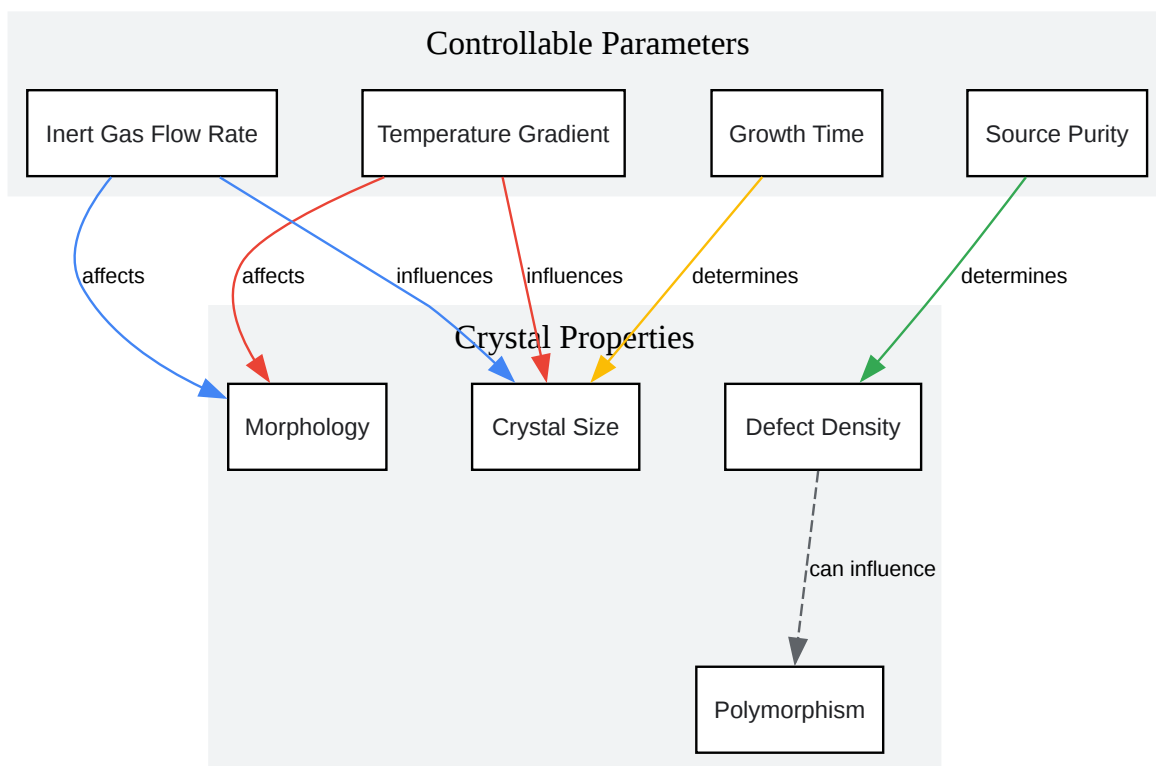 Controllable Parameters
Inert Gas Flow Rate
Temperature Gradient
Growth Time
Source Purity
affects
affects
influences
influences
determines
determines
Crystal Properties
Morphology
Crystal Size
Defect Density
can influence
Polymorphism